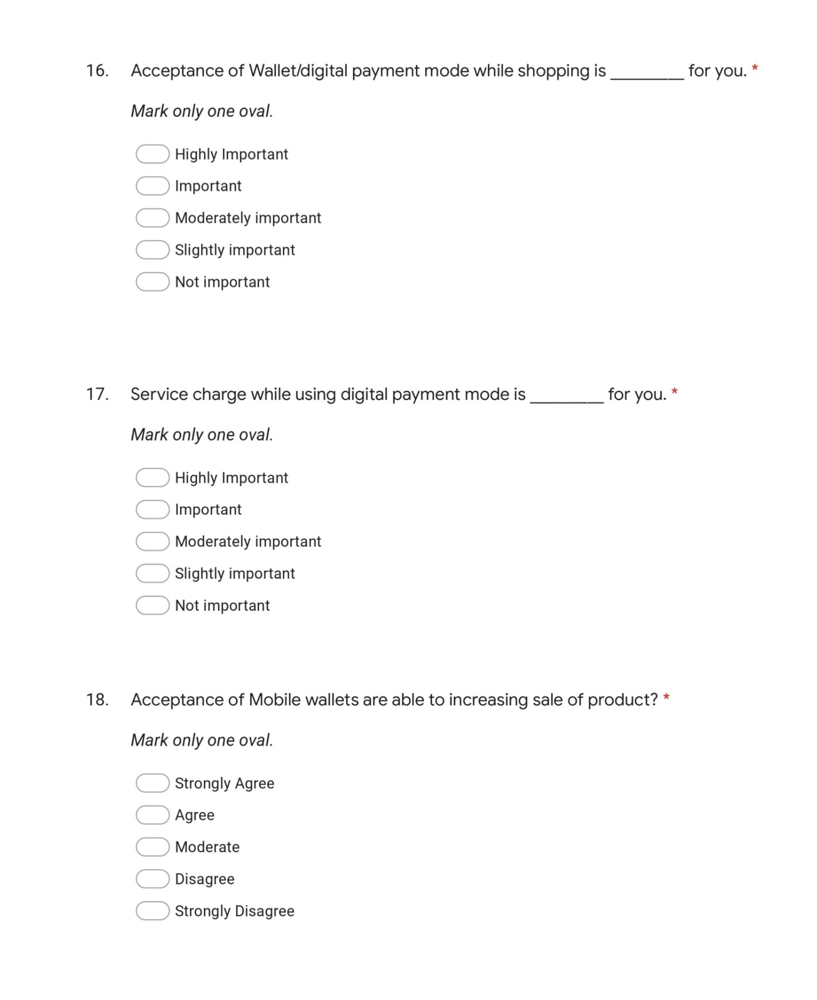 16. Acceptance of Wallet/digital payment mode while shopping is _________ for you. *
Mark only one oval.
Highly Important
Important
Moderately important
Slightly important
Not important
17. Service charge while using digital payment mode is _________ for you. *
Mark only one oval.
Highly Important
Important
Moderately important
Slightly important
Not important
18. Acceptance of Mobile wallets are able to increasing sale of product? *
Mark only one oval.
Strongly Agree
Agree
Moderate
Disagree
Strongly Disagree